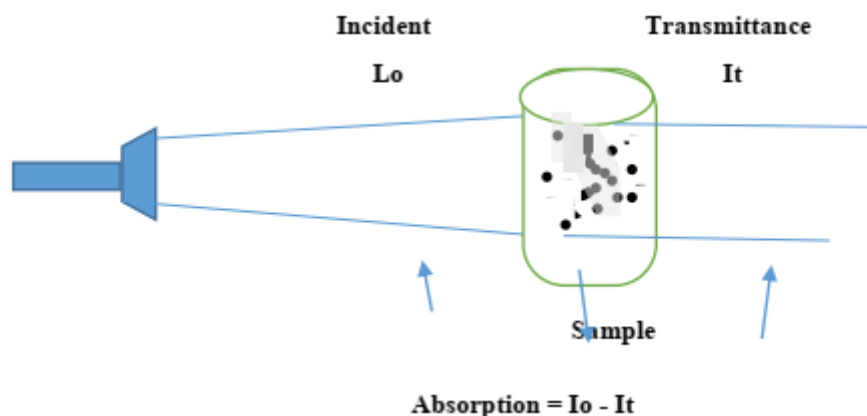 Incident
Lo
Transmittance
It
Sample
Absorption = Io - It